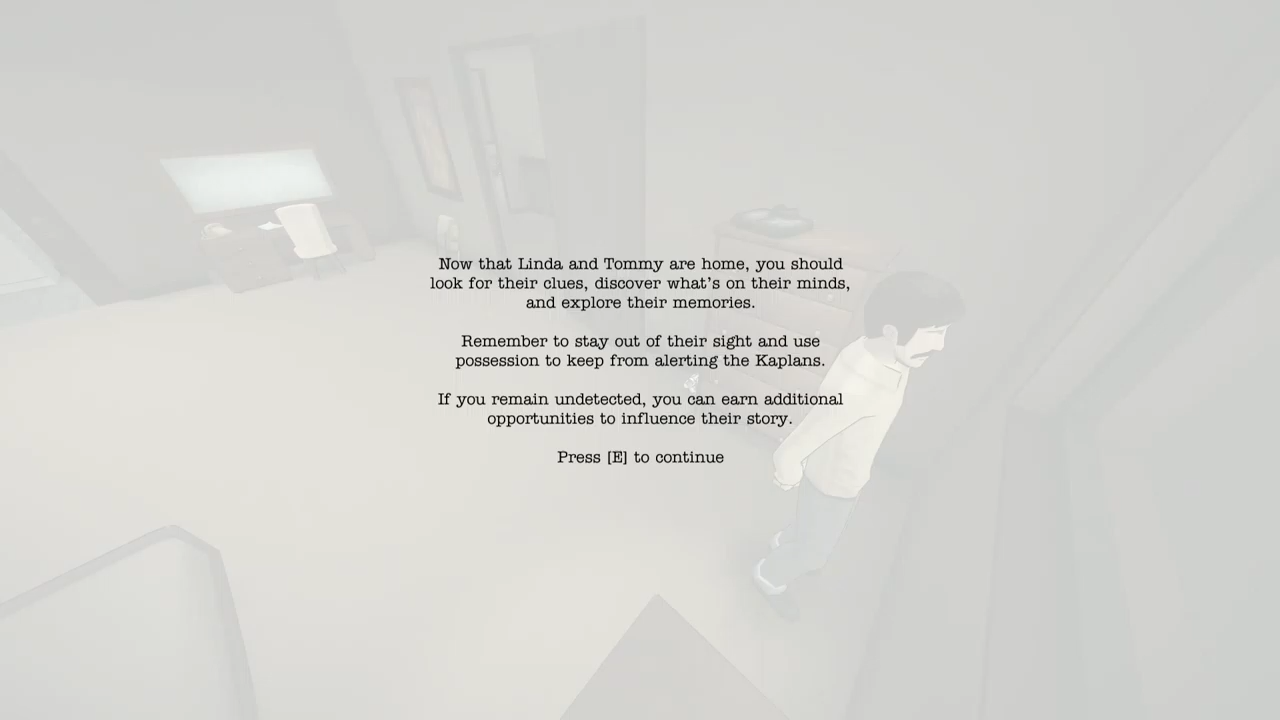 Now that Linda and Tommy are home, you should
look for their clues, discover what's on their minds,
and explore their memories.
Remember to stay out of their sight and use
possession to keep from alerting the Kaplans.
If you remain undetected, you can earn additional
opportunities to influence their story.
Press [E] to continue